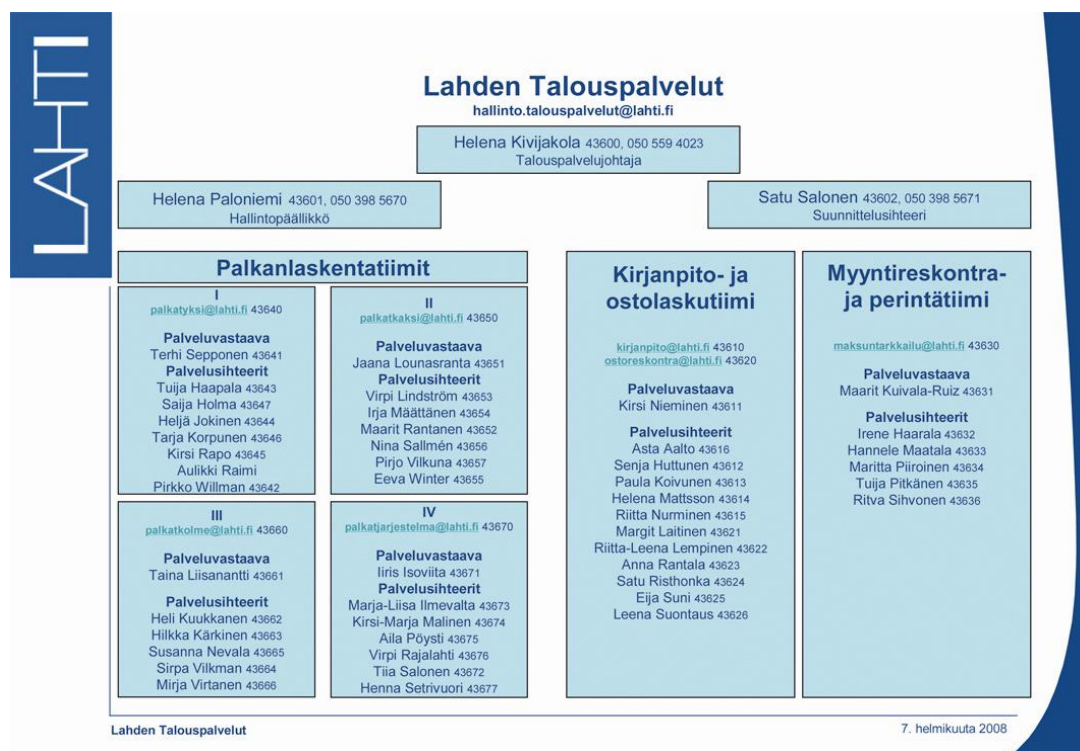 LAHTI
Lahden Talouspalvelut
hallinto.talouspalvelut@lahti.fi
Helena Kivijakola 43600, 050 559 4023
Talouspalvelujohtaja
Helena Paloniemi 43601, 050 398 5670
Hallintopäällikkö
Satu Salonen 43602, 050 398 5671
Suunnittelusihteeri
Palkanlaskentatiimit
I
palkatyksi@lahti.fi 43640
Palveluvastaava
Terhi Sepponen 43641
Palvelusihteerit
Tuija Haapala 43643
Saija Holma 43647
Heljä Jokinen 43644
Tarja Korpunen 43646
Kirsi Rapo 43645
Aulikki Raimi
Pirkko Willman 43642
II
palkatkaksi@lahti.fi 43650
Palveluvastaava
Jaana Lounasranta 43651
Palvelusihteerit
Virpi Lindström 43653
Irja Määttänen 43654
Maarit Rantanen 43652
Nina Sallmén 43656
Pirjo Vilkuna 43657
Eeva Winter 43655
III
palkatkolme@lahti.fi 43660
Palveluvastaava
Taina Liisanantti 43661
Palvelusihteerit
Heli Kuukkanen 43662
Hilkka Kärkinen 43663
Susanna Nevala 43665
Sirpa Vilkman 43664
Mirja Virtanen 43666
IV
palkatjarjestelma@lahti.fi 43670
Palveluvastaava
Iiris Isoviita 43671
Palvelusihteerit
Marja-Liisa Ilmevalta 43673
Kirsi-Marja Malinen 43674
Aila Pöysti 43675
Virpi Rajalahti 43676
Tiia Salonen 43672
Henna Setrivuori 43677
Kirjanpito- ja
ostolaskutiimi
kirjanpito@lahti.fi 43610
ostoreskontra@lahti.fi 43620
Palveluvastaava
Kirsi Nieminen 43611
Palvelusihteerit
Asta Aalto 43616
Senja Huttunen 43612
Paula Koivunen 43613
Helena Mattsson 43614
Riitta Nurminen 43615
Margit Laitinen 43621
Riitta-Leena Lempinen 43622
Anna Rantala 43623
Satu Risthonka 43624
Eija Suni 43625
Leena Suontaus 43626
Myyntireskontra-
ja perintätiimi
maksuntarkkailu@lahti.fi 43630
Palveluvastaava
Maarit Kuivala-Ruiz 43631
Palvelusihteerit
Irene Haarala 43632
Hannele Maatala 43633
Maritta Piiroinen 43634
Tuija Pitkänen 43635
Ritva Sihvonen 43636
Lahden Talouspalvelut
7. helmikuuta 2008